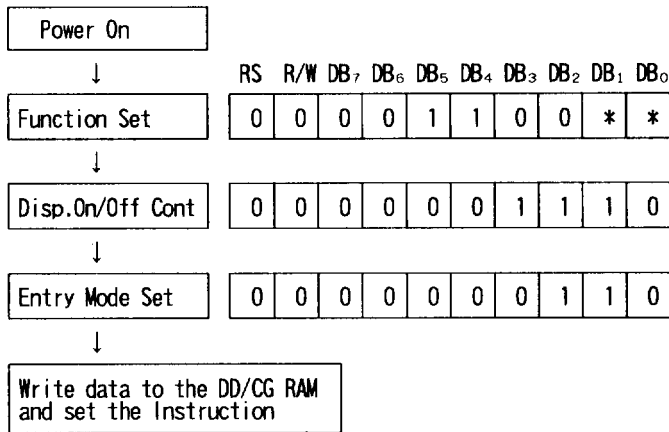 Power On
↓
RS R/W DB₇ DB₆ DB₅ DB₄ DB₃ DB₂ DB₁ DB₀
Function Set 0 0 0 0 1 1 0 0 * *
↓
Disp.On/Off Cont 0 0 0 0 0 0 1 1 1 0
↓
Entry Mode Set 0 0 0 0 0 0 0 1 1 0
↓
Write data to the DD/CG RAM
and set the Instruction